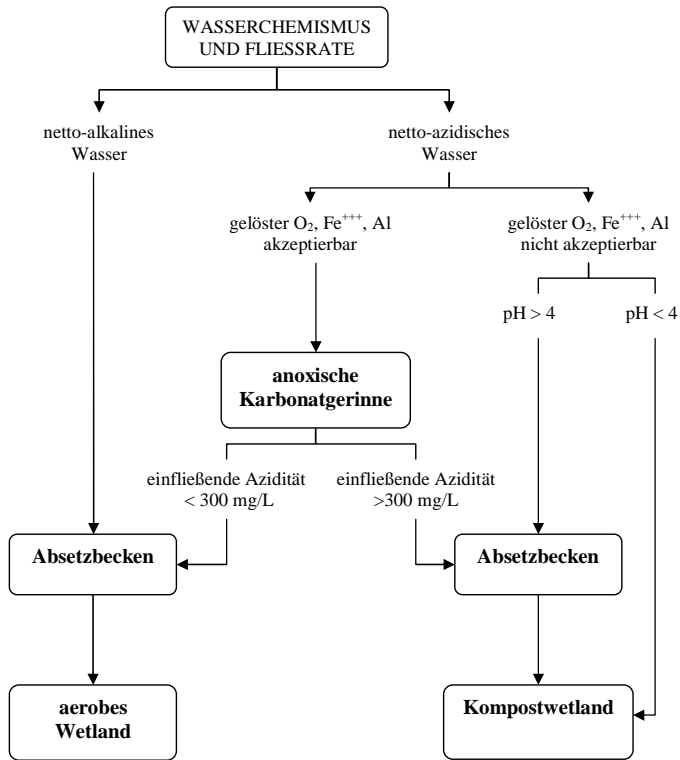 WASSERCHEMISMUS
UND FLIESSRATE
netto-alkalines
Wasser
netto-azidisches
Wasser
gelöster O₂, Fe⁺⁺⁺, Al
akzeptierbar
gelöster O₂, Fe⁺⁺⁺, Al
nicht akzeptierbar
pH > 4
pH < 4
anoxische
Karbonatgerinne
einfließende Azidität
< 300 mg/L
einfließende Azidität
>300 mg/L
Absetzbecken
Absetzbecken
aerobes
Wetland
Kompostwetland